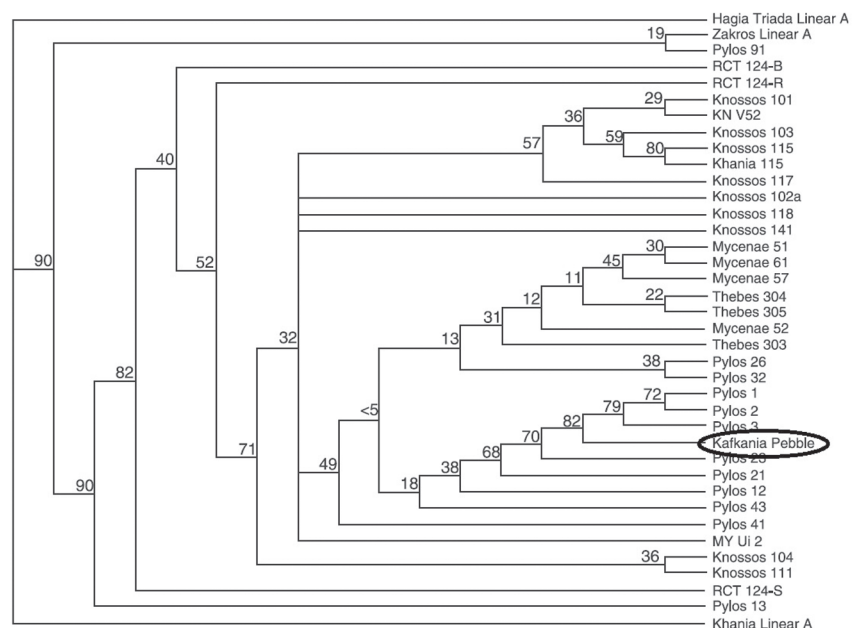 Hagia Triada Linear A
19
Zakros Linear A
Pylos 91
RCT 124-B
RCT 124-R
29
Knossos 101
KN V52
36
Knossos 103
59
Knossos 115
57
80
Khania 115
40
Knossos 117
Knossos 102a
Knossos 118
Knossos 141
30
Mycenae 51
90
52
45
Mycenae 61
11
Mycenae 57
22
Thebes 304
12
Thebes 305
31
Mycenae 52
32
13
Thebes 303
38
Pylos 26
82
Pylos 32
72
Pylos 1
<5
79
Pylos 2
82
Pylos 3
70
Kafkania Pebble
71
68
Pylos 23
49
38
Pylos 21
90
18
Pylos 12
Pylos 43
Pylos 41
MY Ui 2
36
Knossos 104
Knossos 111
RCT 124-S
Pylos 13
Khania Linear A